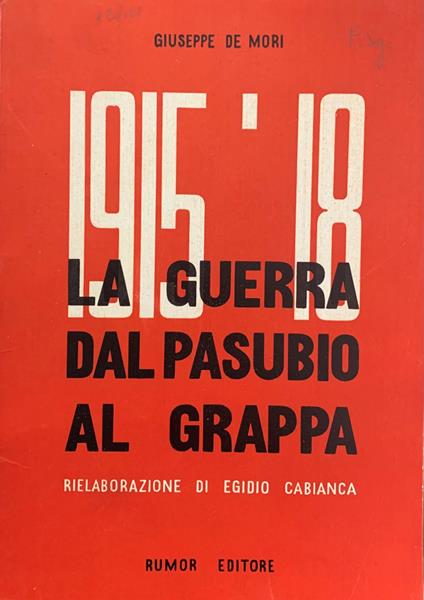 GIUSEPPE DE MORI
1915 '18
LA GUERRA
DAL PASUBIO
AL GRAPPA
RIELABORAZIONE DI EGIDIO CABIANCA
RUMOR EDITORE